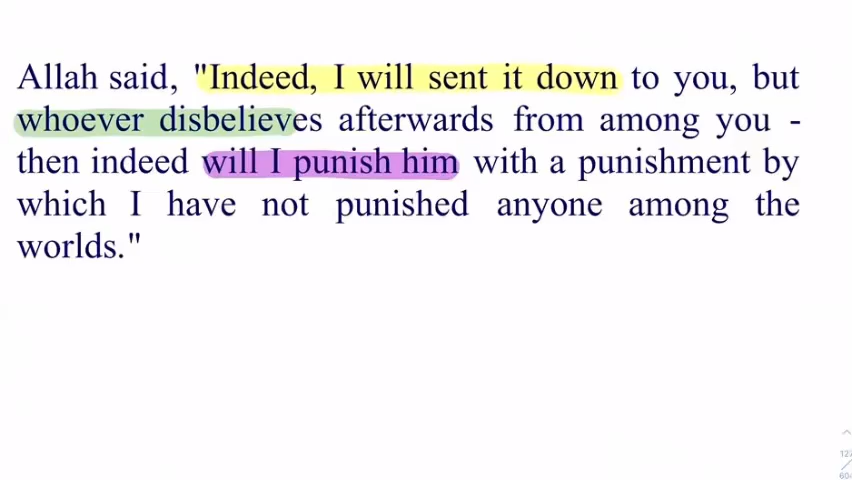 Allah said, "Indeed, I will sent it down to you, but
whoever disbelieves afterwards from among you -
then indeed will I punish him with a punishment by
which I have not punished anyone among the
worlds."
127